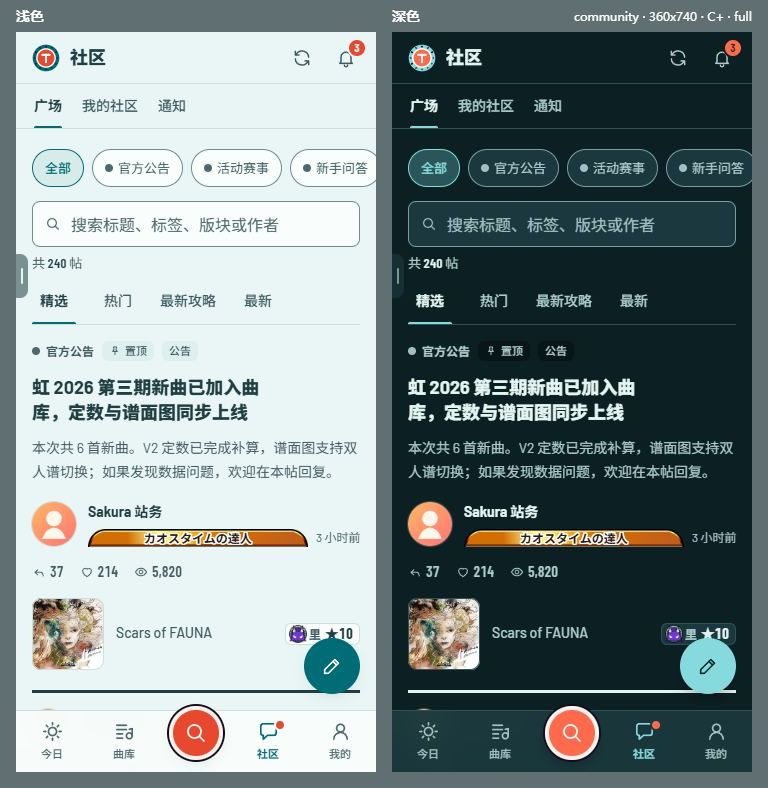 浅色
社区
3
广场 我的社区 通知
全部 官方公告 活动赛事 新手问答
搜索标题、标签、版块或作者
共 240 帖
精选 热门 最新攻略 最新
官方公告 置顶 公告
虹 2026 第三期新曲已加入曲
库，定数与谱面图同步上线
本次共 6 首新曲。V2 定数已完成补算，谱面图支持双
人谱切换；如果发现数据问题，欢迎在本帖回复。
Sakura 站务
カオスタイムの達人 3 小时前
37 214 5,820
Scars of FAUNA 里 ★10
今日 曲库 社区 我的
深色 community · 360x740 · C+ · full
社区
3
广场 我的社区 通知
全部 官方公告 活动赛事 新手问答
搜索标题、标签、版块或作者
共 240 帖
精选 热门 最新攻略 最新
官方公告 置顶 公告
虹 2026 第三期新曲已加入曲
库，定数与谱面图同步上线
本次共 6 首新曲。V2 定数已完成补算，谱面图支持双
人谱切换；如果发现数据问题，欢迎在本帖回复。
Sakura 站务
カオスタイムの達人 3 小时前
37 214 5,820
Scars of FAUNA 里 ★10
今日 曲库 社区 我的